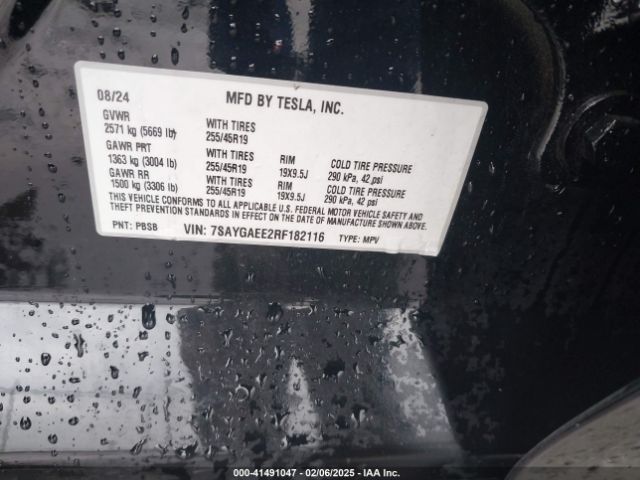 08/24 MFD BY TESLA, INC.
GVWR
2571 kg (5669 lb) WITH TIRES 255/45R19
GAWR FRT
1363 kg (3004 lb) WITH TIRES 255/45R19 RIM 19X9.5J COLD TIRE PRESSURE 290 kPa, 42 psi
GAWR RR
1500 kg (3306 lb) WITH TIRES 255/45R19 RIM 19X9.5J COLD TIRE PRESSURE 290 kPa, 42 psi
THIS VEHICLE CONFORMS TO ALL APPLICABLE U.S. FEDERAL MOTOR VEHICLE SAFETY AND
THEFT PREVENTION STANDARDS IN EFFECT ON THE DATE OF MANUFACTURE SHOWN ABOVE.
PNT: PBSB VIN: 7SAYGAEE2RF182116 TYPE: MPV
000-41491047 - 02/06/2025 - IAA Inc.